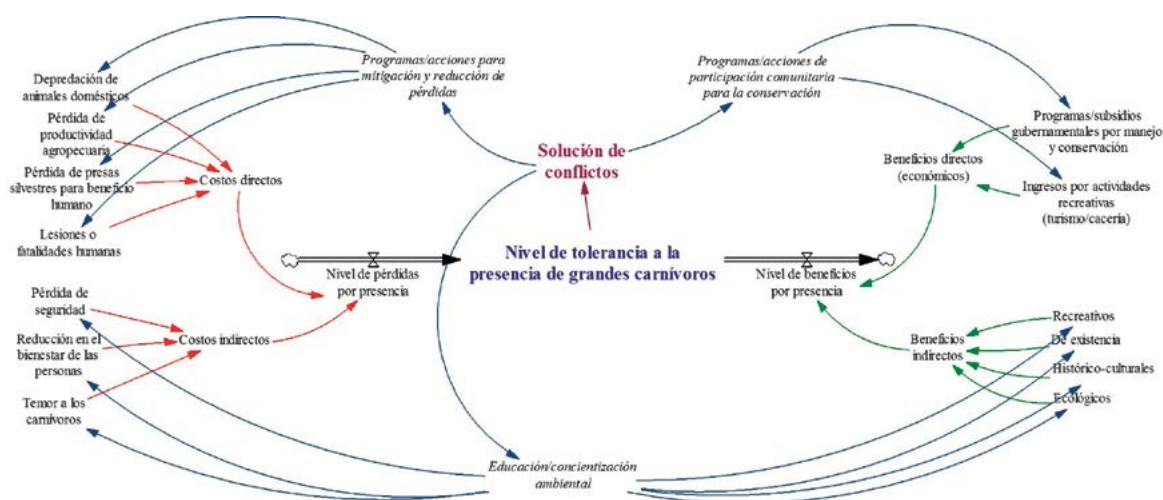 Programas/acciones para
mitigación y reducción de
pérdidas
Programas/acciones de
participación comunitaria
para la conservación
Depredación de
animales domésticos
Pérdida de
productividad
agropecuaria
Pérdida de presas
silvestres para beneficio
humano
Lesiones o
fatalidades humanas
Costos directos
Solución de
conflictos
Beneficios directos
(económicos)
Programas/subsidios
gubernamentales por manejo
y conservación
Ingresos por actividades
recreativas
(turismo/cacería)
Nivel de pérdidas
por presencia
Nivel de tolerancia a la
presencia de grandes carnívoros
Nivel de beneficios
por presencia
Pérdida de
seguridad
Reducción en el
bienestar de las
personas
Temor a los
carnívoros
Costos indirectos
Beneficios
indirectos
Recreativos
De existencia
Histórico-culturales
Ecológicos
Educación/concientización
ambiental